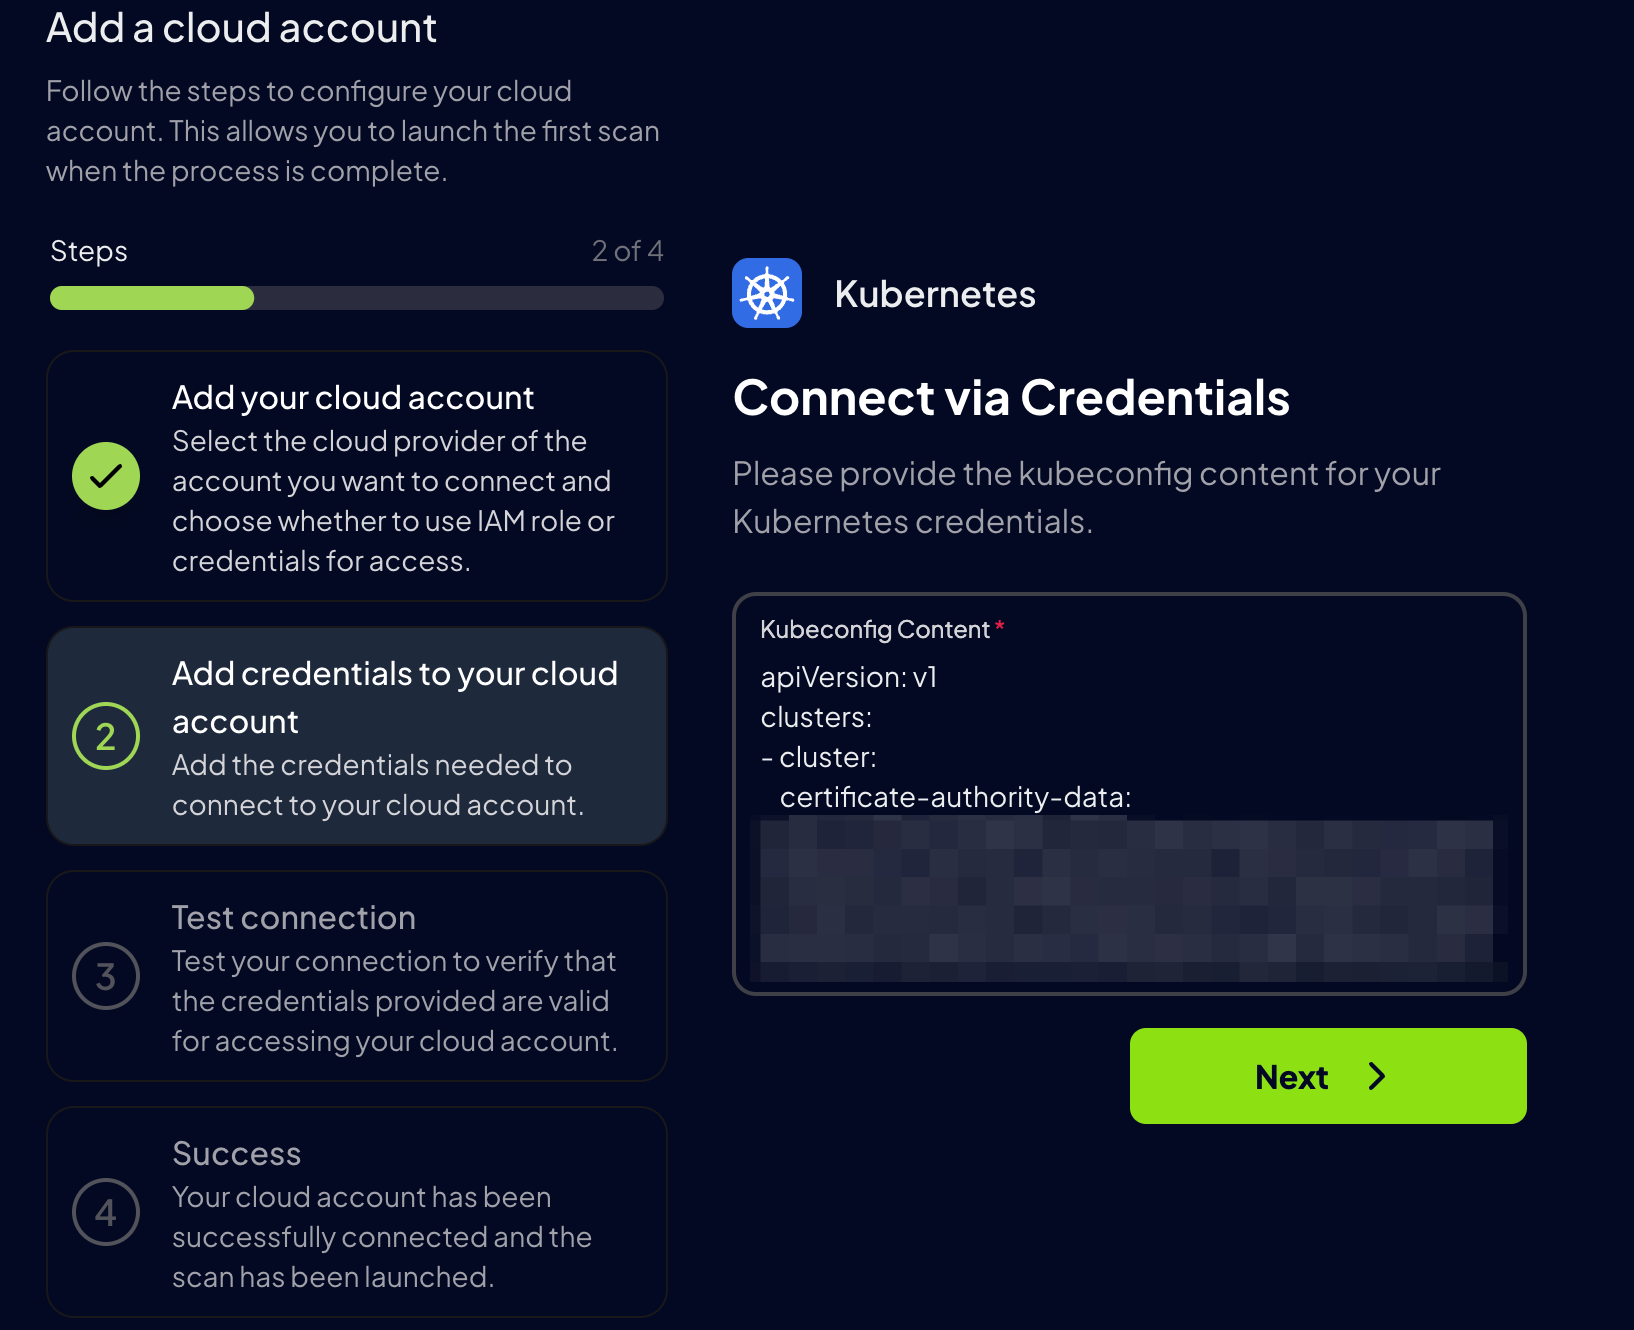 Add a cloud account
Follow the steps to configure your cloud
account. This allows you to launch the first scan
when the process is complete.
Steps
2 of 4
Add your cloud account
Select the cloud provider of the
account you want to connect and
choose whether to use IAM role or
credentials for access.
2
Add credentials to your cloud
account
Add the credentials needed to
connect to your cloud account.
3
Test connection
Test your connection to verify that
the credentials provided are valid
for accessing your cloud account.
4
Success
Your cloud account has been
successfully connected and the
scan has been launched.
Kubernetes
Connect via Credentials
Please provide the kubeconfig content for your
Kubernetes credentials.
Kubeconfig Content *
apiVersion: v1
clusters:
- cluster:
certificate-authority-data:
Next